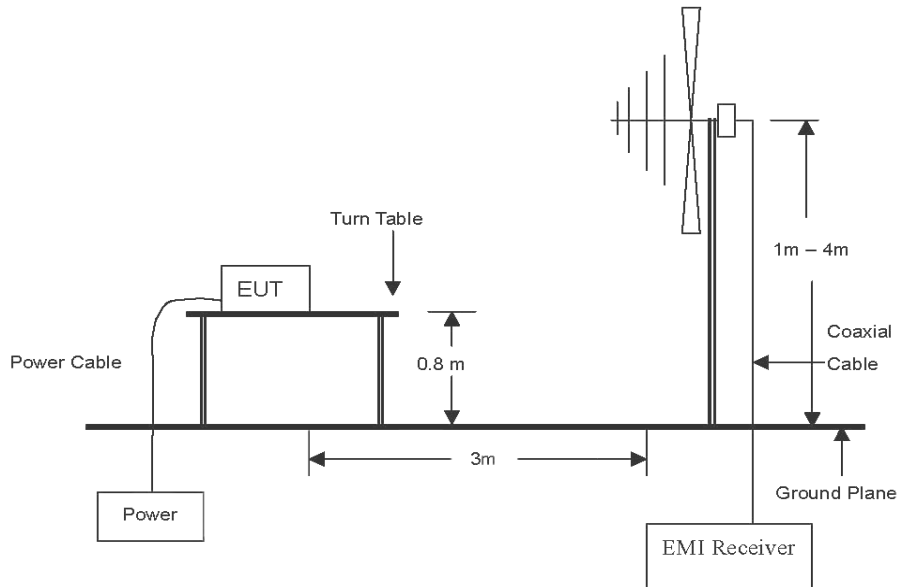 Turn Table
1m – 4m
EUT
Coaxial
Cable
Power Cable
0.8 m
3m
Ground Plane
Power
EMI Receiver